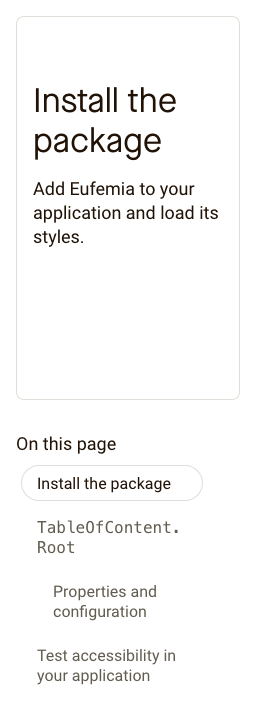 Install the
package
Add Eufemia to your
application and load its
styles.
On this page
Install the package
TableOfContent.
Root
Properties and
configuration
Test accessibility in
your application